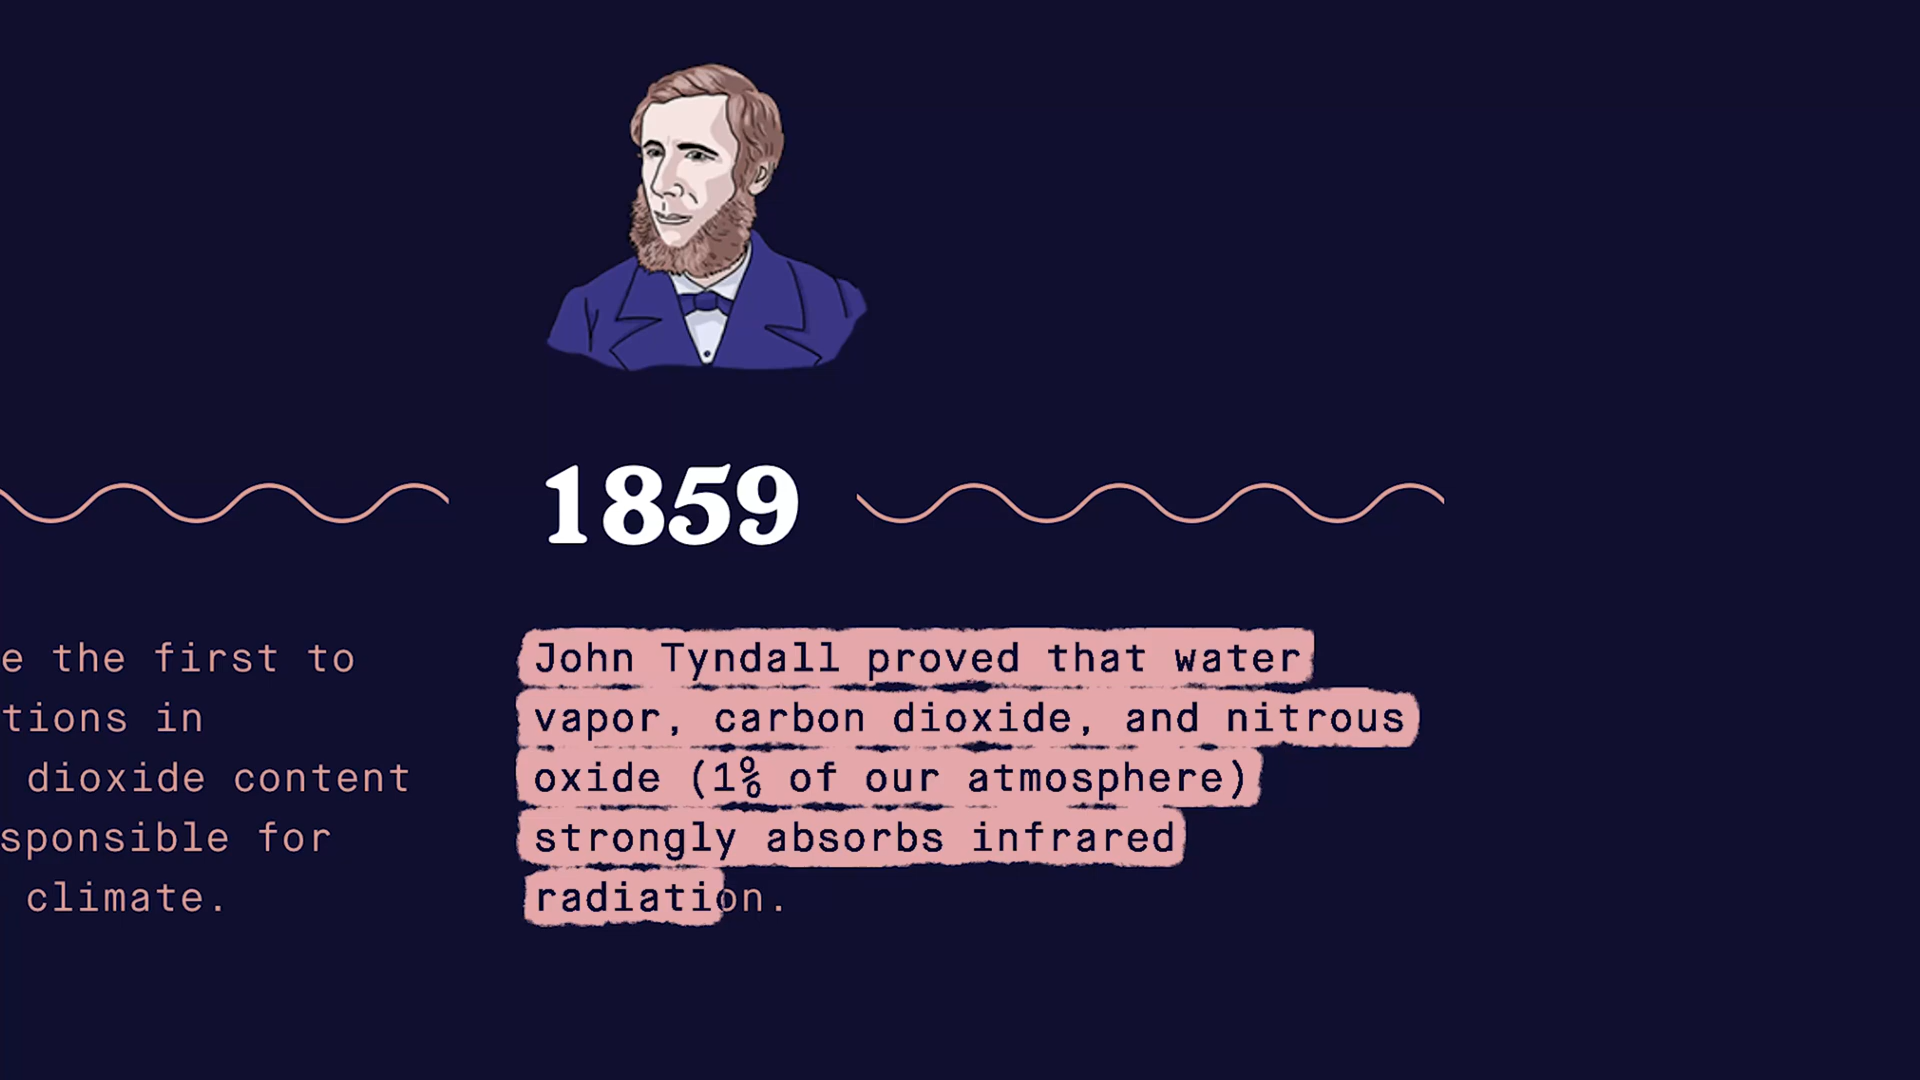 1859
e the first to
tions in
dioxide content
sponsible for
climate.
John Tyndall proved that water
vapor, carbon dioxide, and nitrous
oxide (1% of our atmosphere)
strongly absorbs infrared
radiation.